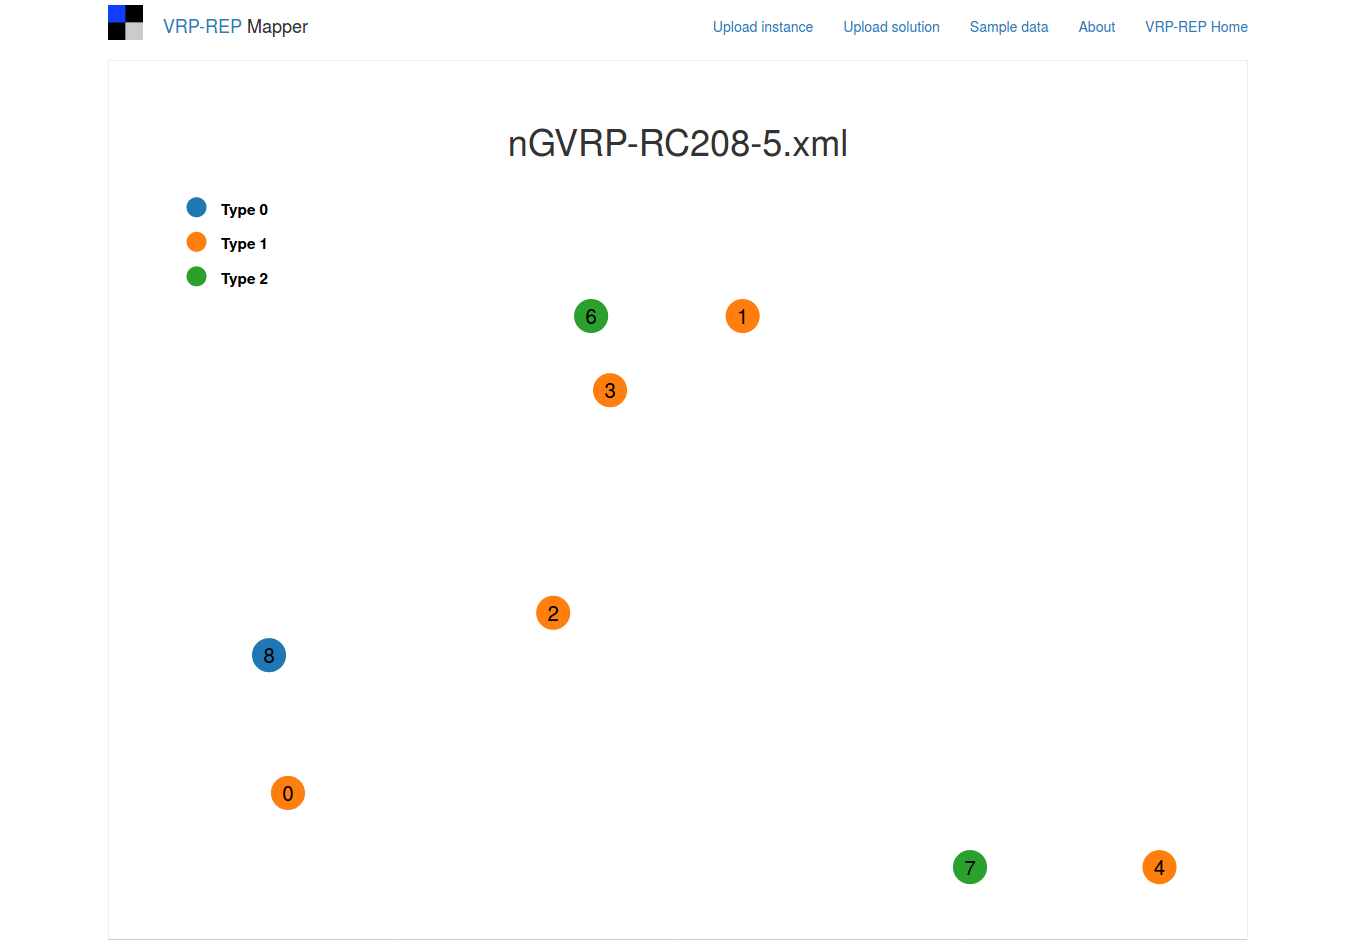 VRP-REP Mapper Upload instance Upload solution Sample data About VRP-REP Home
nGVRP-RC208-5.xml
Type 0
Type 1
Type 2
6 1
3
2
8
0
7 4